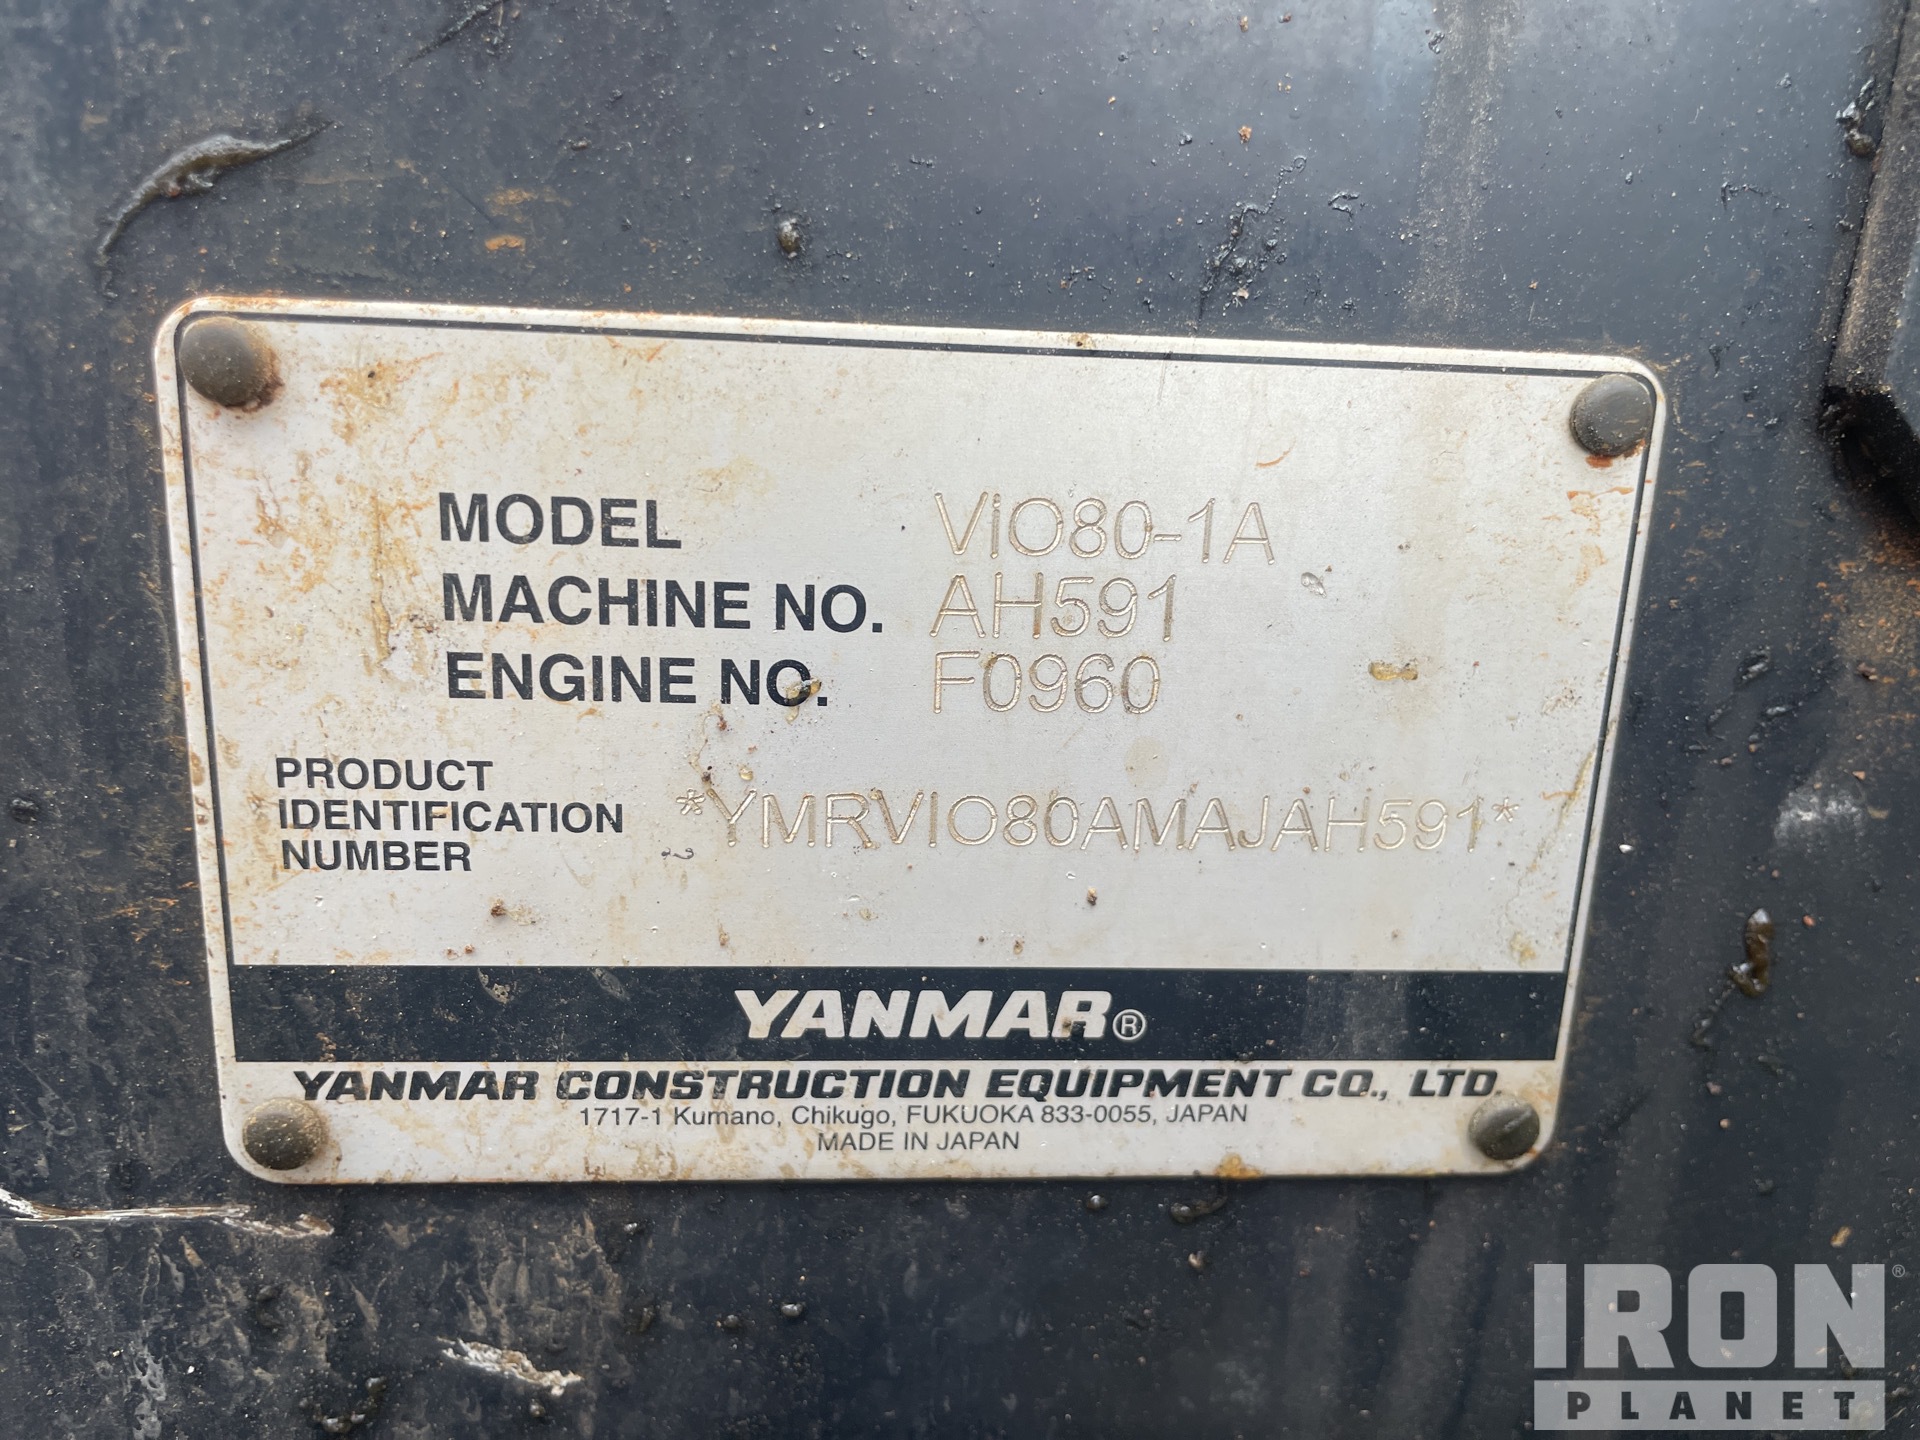 MODEL ViO80-1A
MACHINE NO. AH591
ENGINE NO. F0960
PRODUCT
IDENTIFICATION *YMRVIO80AMAJAH591*
NUMBER
YANMAR®
YANMAR CONSTRUCTION EQUIPMENT CO., LTD.
1717-1 Kumano, Chikugo, FUKUOKA 833-0055, JAPAN
MADE IN JAPAN
IRON®
PLANET